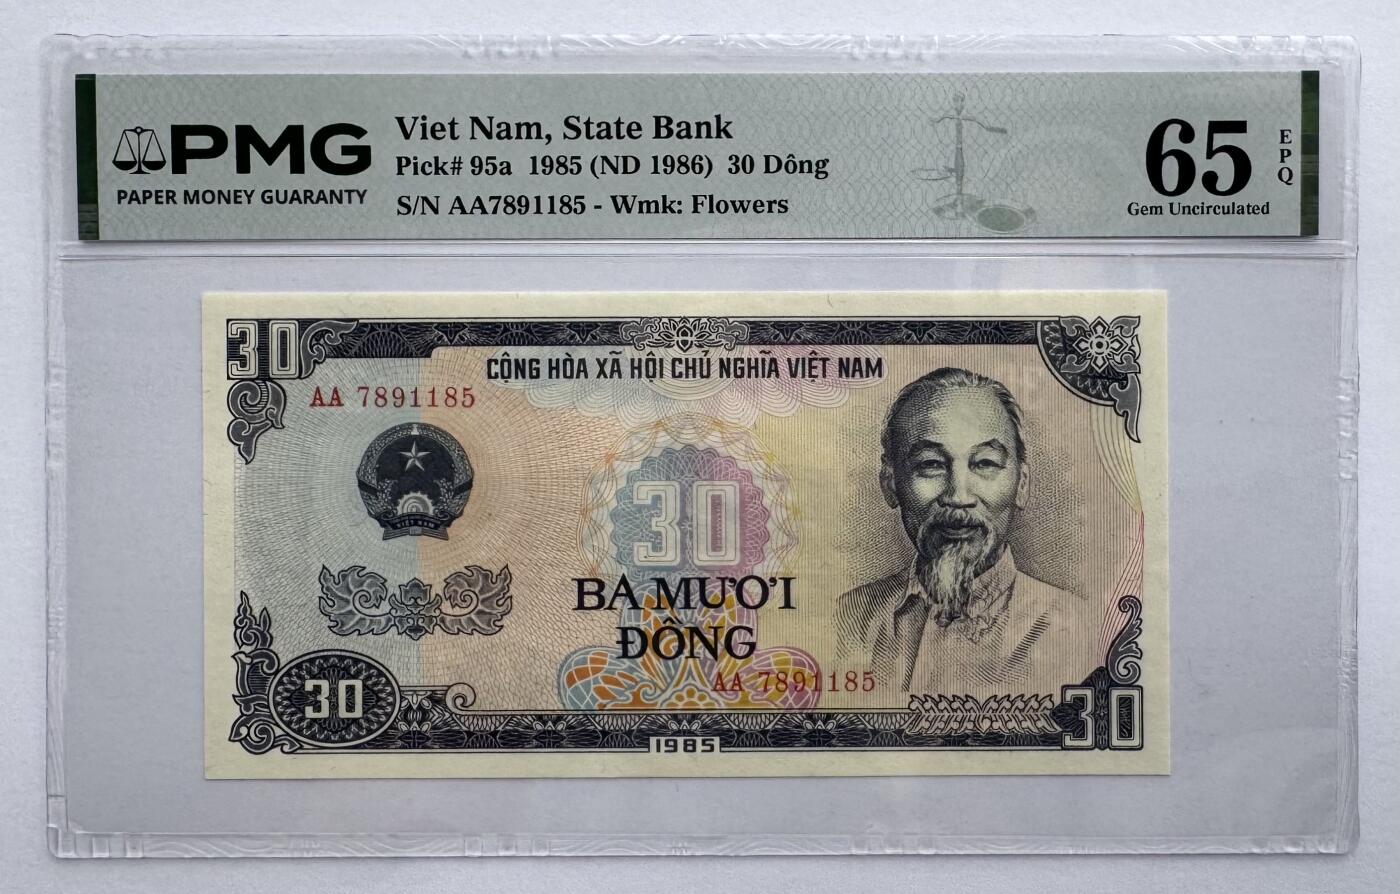 PMG
PAPER MONEY GUARANTY
Viet Nam, State Bank
Pick# 95a 1985 (ND 1986) 30 Dông
S/N AA7891185 - Wmk: Flowers
65
EPQ
Gem Uncirculated
30
CỘNG HÒA XÃ HỘI CHỦ NGHĨA VIỆT NAM
AA 7891185
VIỆT NAM
30
BA MƯƠI
ĐỒNG
AA 7891185
30
30
1985